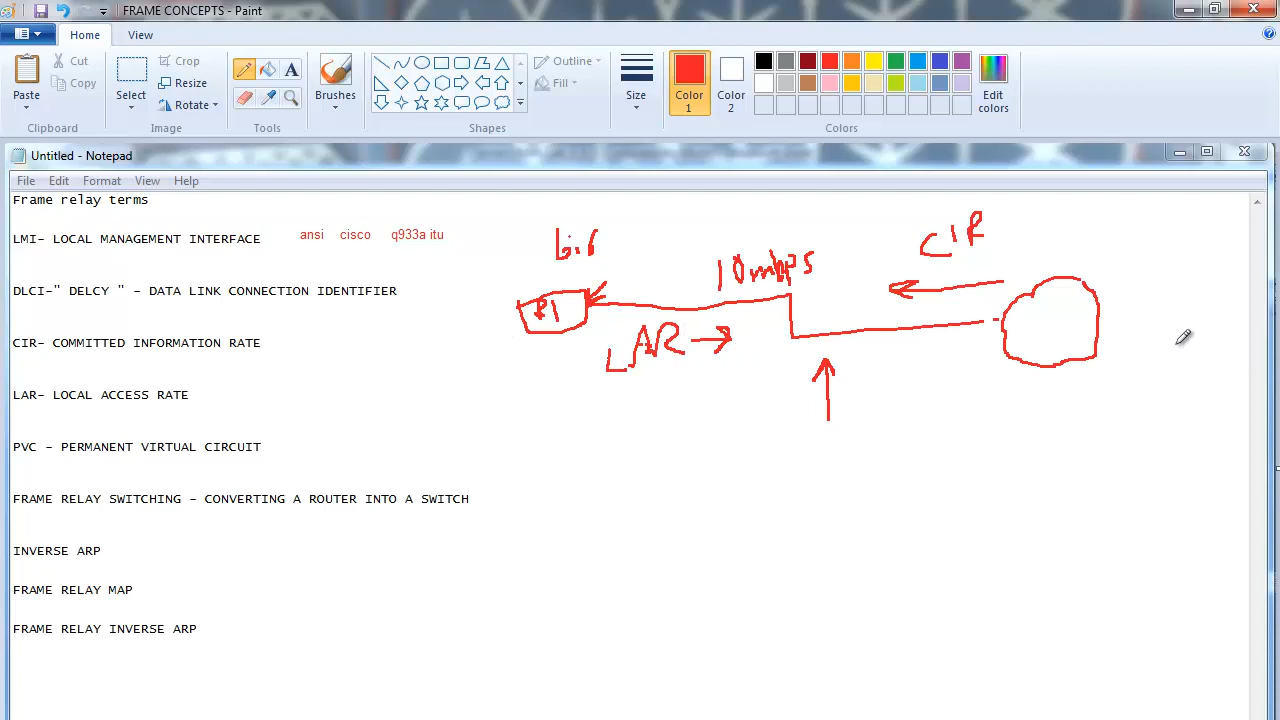 FRAME CONCEPTS - Paint
Home View
Paste
Cut
Copy
Clipboard
Select
Crop
Resize
Rotate
Image
A
Tools
Brushes
Outline
Fill
Shapes
Size
Color 1
Color 2
Edit colors
Colors
Untitled - Notepad
File Edit Format View Help
Frame relay terms
LMI- LOCAL MANAGEMENT INTERFACE ansi cisco q933a itu
DLCI-" DELCY " - DATA LINK CONNECTION IDENTIFIER
CIR- COMMITTED INFORMATION RATE
LAR- LOCAL ACCESS RATE
PVC - PERMANENT VIRTUAL CIRCUIT
FRAME RELAY SWITCHING - CONVERTING A ROUTER INTO A SWITCH
INVERSE ARP
FRAME RELAY MAP
FRAME RELAY INVERSE ARP
CIR
10mbps
R1
LAR